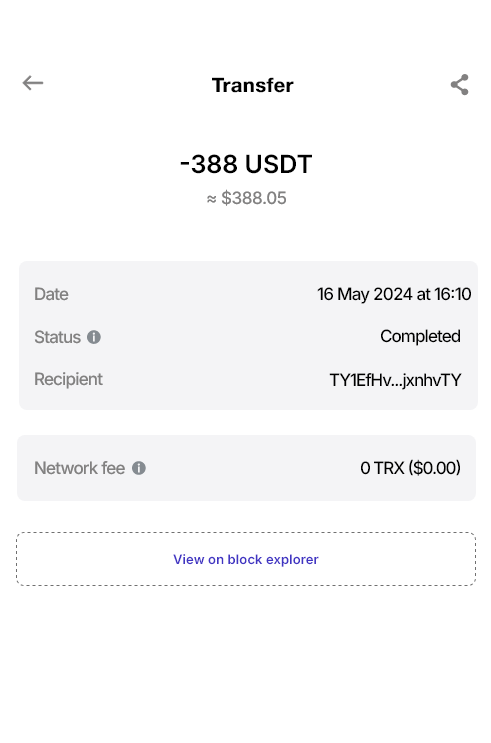 Transfer
-388 USDT
≈ $388.05
Date 16 May 2024 at 16:10
Status Completed
Recipient TY1EfHv...jxnhvTY
Network fee 0 TRX ($0.00)
View on block explorer